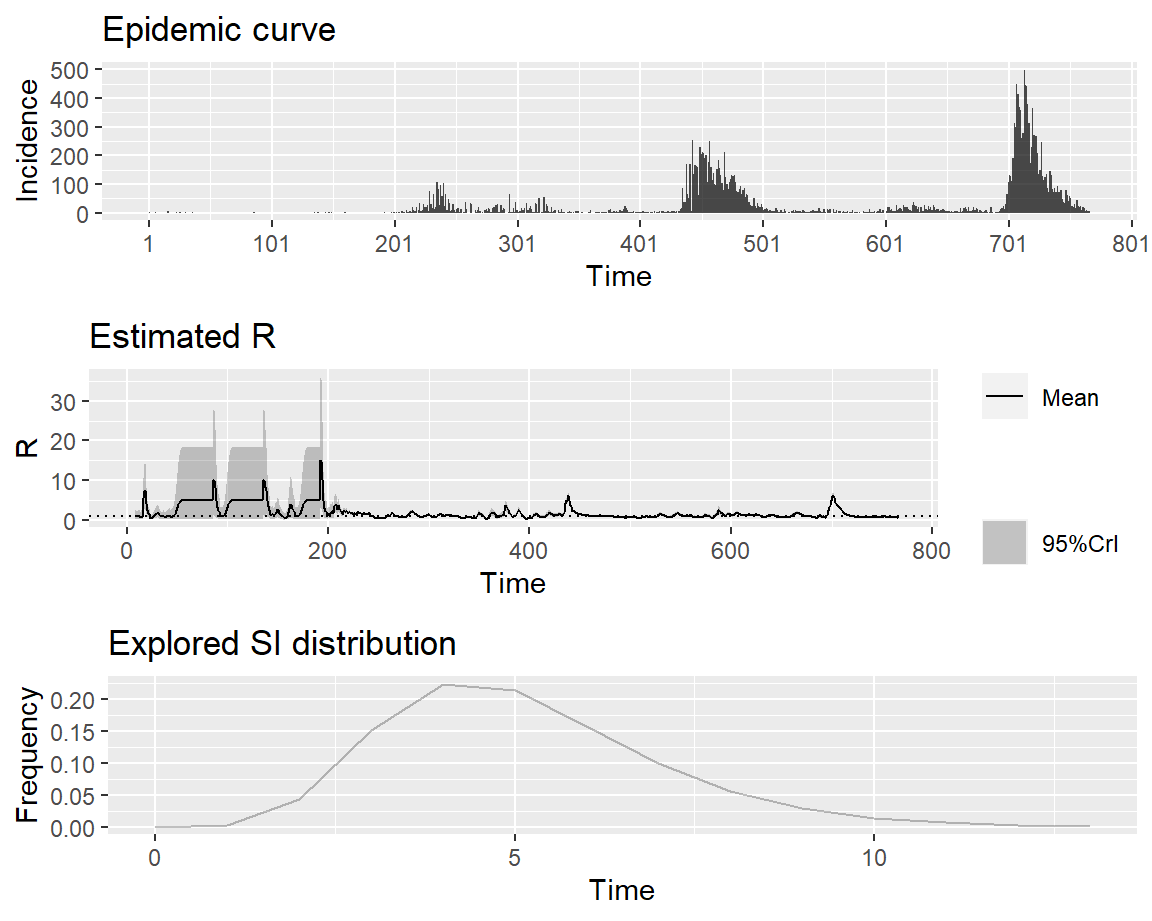 Epidemic curve
Incidence
500
400
300
200
100
0
1 101 201 301 401 501 601 701 801
Time
Estimated R
R
30
20
10
0
0 200 400 600 800
Time
Mean
95%CrI
Explored SI distribution
Frequency
0.20
0.15
0.10
0.05
0.00
0 5 10
Time